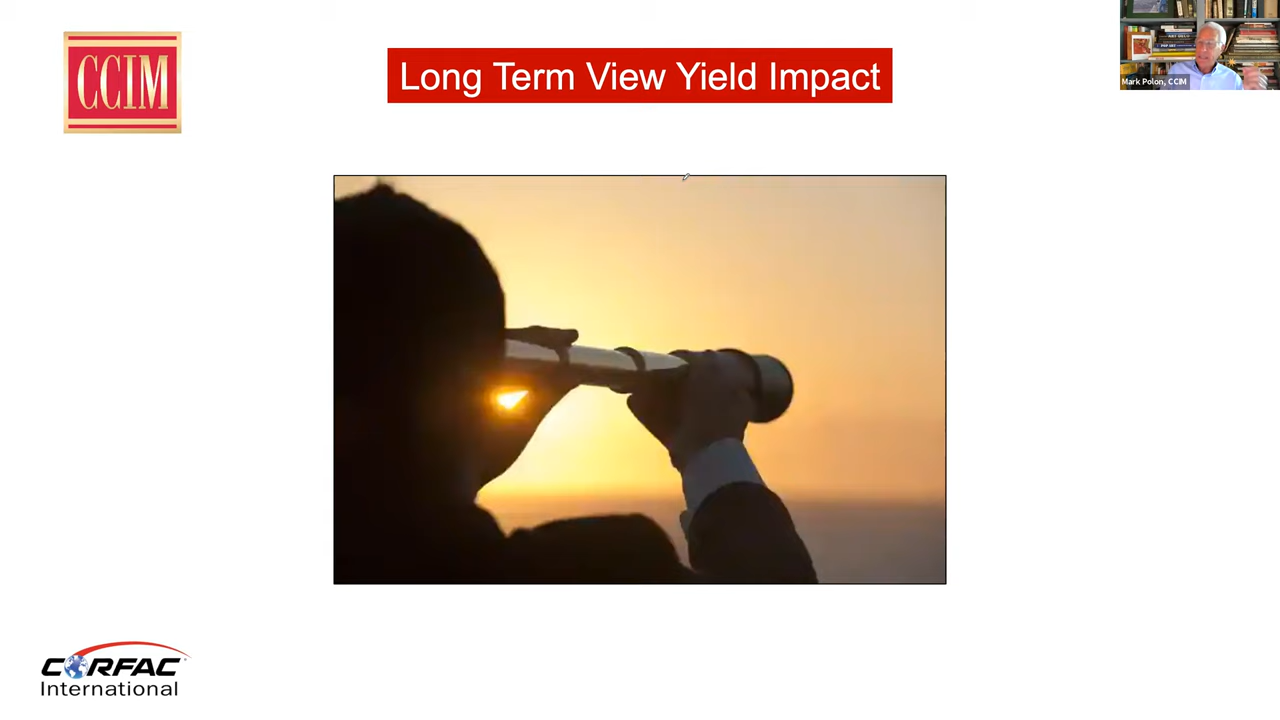 CCIM
Long Term View Yield Impact
Mark Polon, CCIM
CORFAC
International